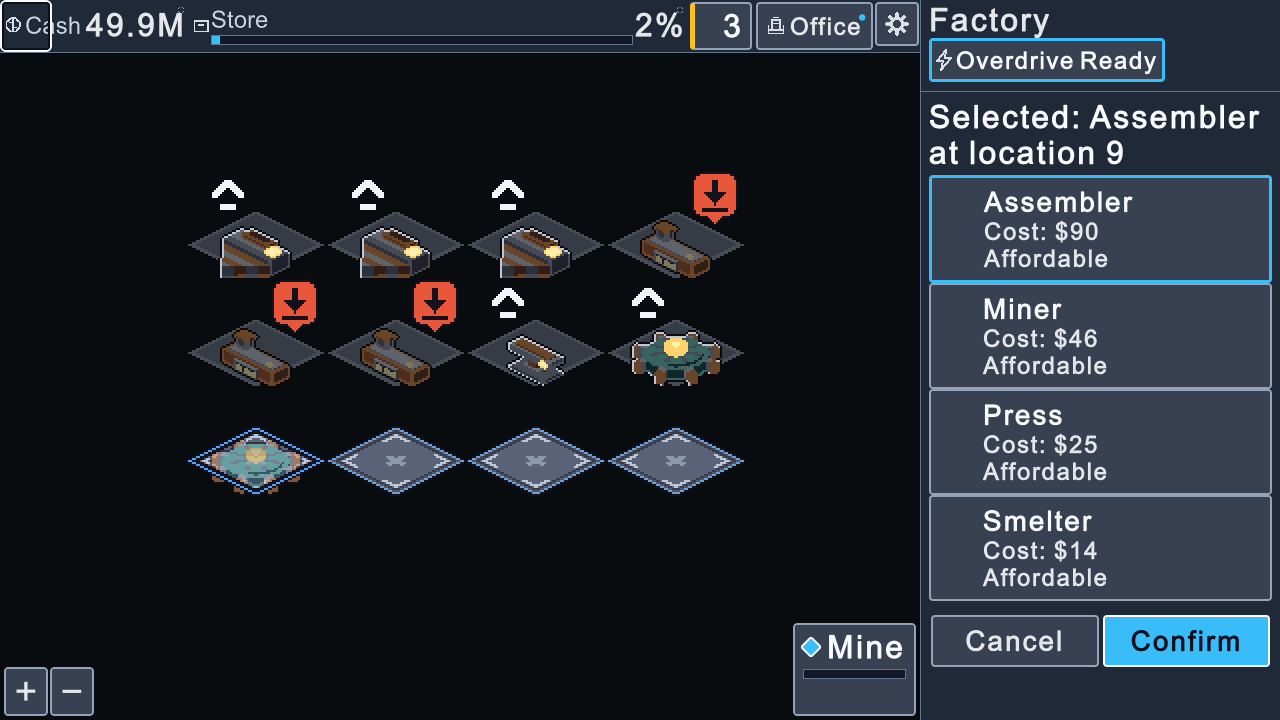 Cash 49.9M
Store
2%
3
Office
Factory
Overdrive Ready
Selected: Assembler
at location 9
Assembler
Cost: $90
Affordable
Miner
Cost: $46
Affordable
Press
Cost: $25
Affordable
Smelter
Cost: $14
Affordable
Cancel
Confirm
Mine
+
−